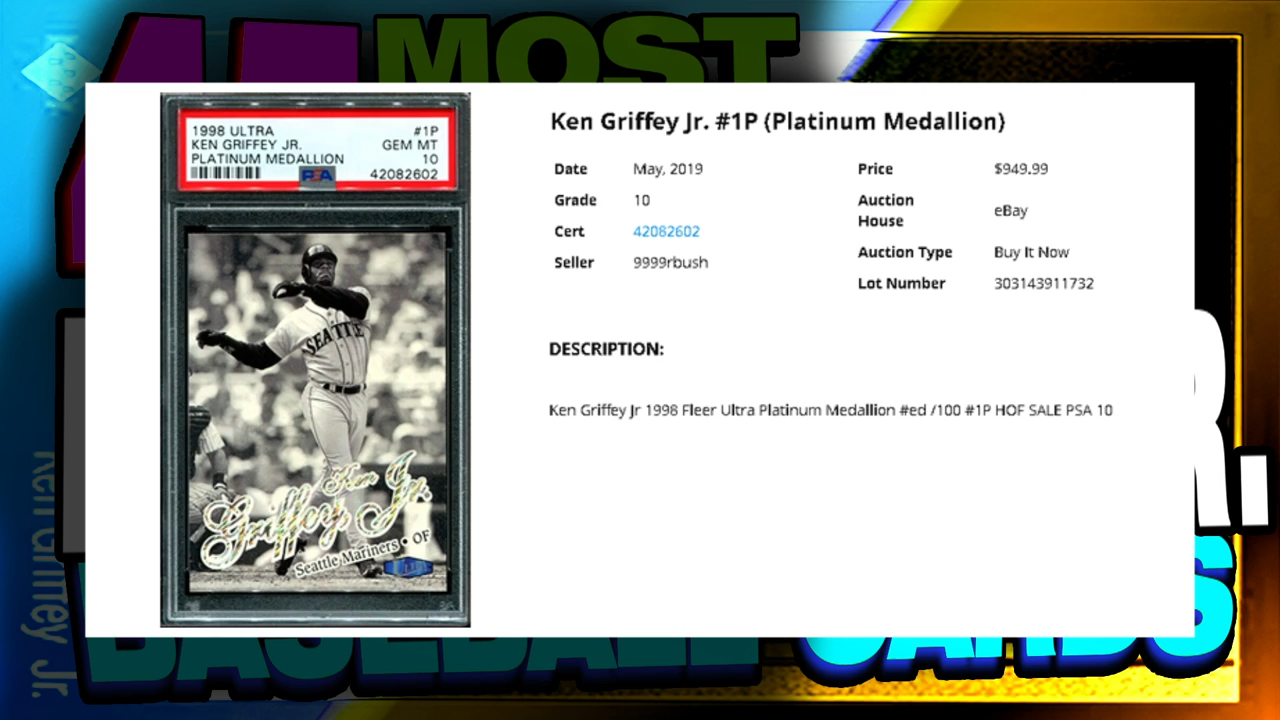 MOST
1998 ULTRA #1P
KEN GRIFFEY JR. GEM MT
PLATINUM MEDALLION 10
PSA 42082602
SEATTLE
Ken
Griffey, Jr.
Seattle Mariners • OF
ULTRA
Ken Griffey Jr. #1P (Platinum Medallion)
Date May, 2019
Grade 10
Cert 42082602
Seller 9999rbush
Price $949.99
Auction House eBay
Auction Type Buy It Now
Lot Number 303143911732
DESCRIPTION:
Ken Griffey Jr 1998 Fleer Ultra Platinum Medallion #ed /100 #1P HOF SALE PSA 10
Ken Griffey Jr.
BASEBALL CARDS